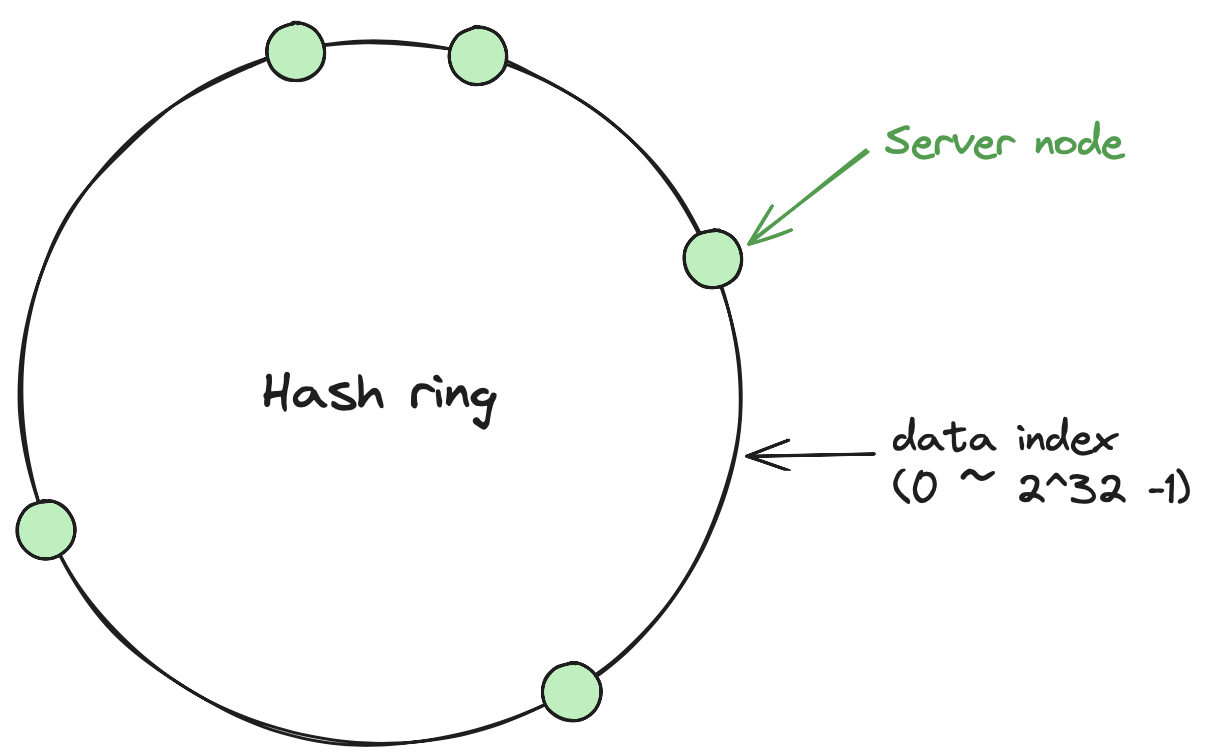 Server node
Hash ring
data index
(0 ~ 2^32 -1)